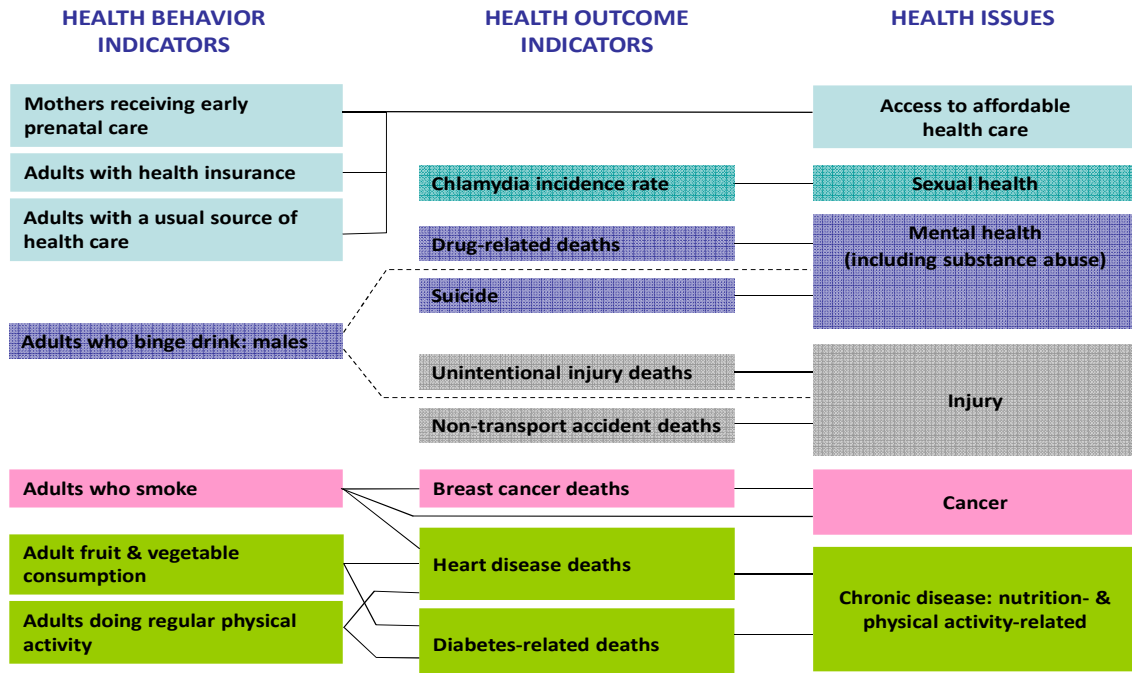 HEALTH BEHAVIOR
INDICATORS
HEALTH OUTCOME
INDICATORS
HEALTH ISSUES
Mothers receiving early
prenatal care
Adults with health insurance
Adults with a usual source of
health care
Adults who binge drink: males
Adults who smoke
Adult fruit & vegetable
consumption
Adults doing regular physical
activity
Chlamydia incidence rate
Drug-related deaths
Suicide
Unintentional injury deaths
Non-transport accident deaths
Breast cancer deaths
Heart disease deaths
Diabetes-related deaths
Access to affordable
health care
Sexual health
Mental health
(including substance abuse)
Injury
Cancer
Chronic disease: nutrition- &
physical activity-related